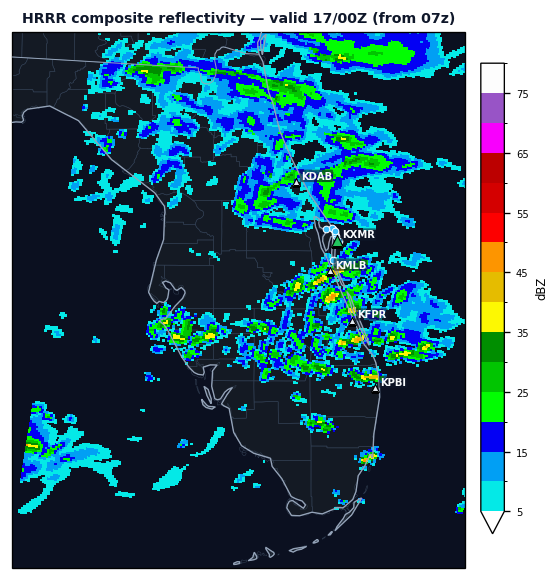 HRRR composite reflectivity — valid 17/00Z (from 07z)
KDAB
KXMR
KMLB
KFPR
KPBI
75
65
55
45
35
25
15
5
dBZ